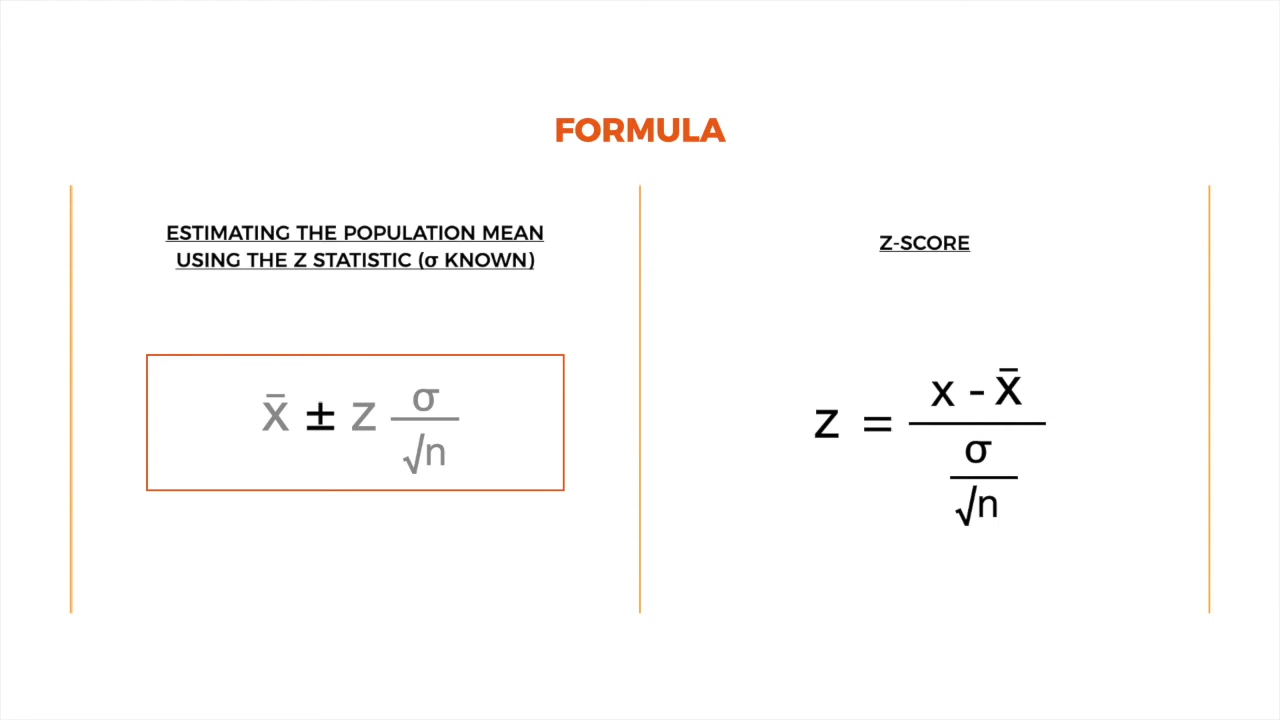 FORMULA
ESTIMATING THE POPULATION MEAN
USING THE Z STATISTIC (σ KNOWN)
x̄ ± z σ/√n
Z-SCORE
z = (x - x̄)/(σ/√n)